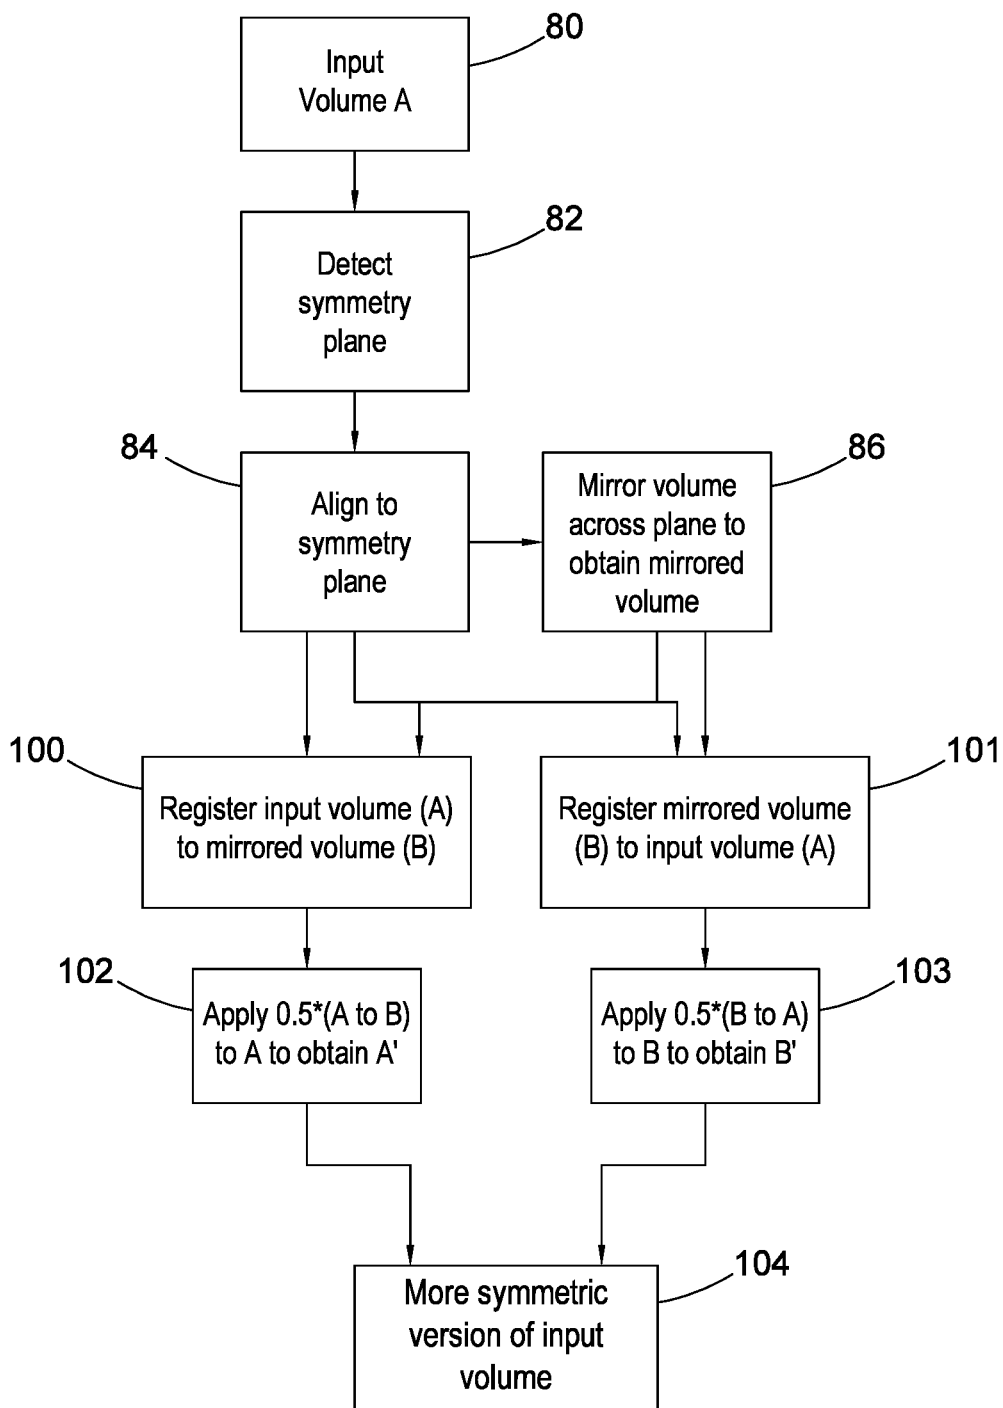 80
Input
Volume A
82
Detect
symmetry
plane
84
Align to
symmetry
plane
86
Mirror volume
across plane to
obtain mirrored
volume
100
Register input volume (A)
to mirrored volume (B)
101
Register mirrored volume
(B) to input volume (A)
102
Apply 0.5*(A to B)
to A to obtain A'
103
Apply 0.5*(B to A)
to B to obtain B'
104
More symmetric
version of input
volume